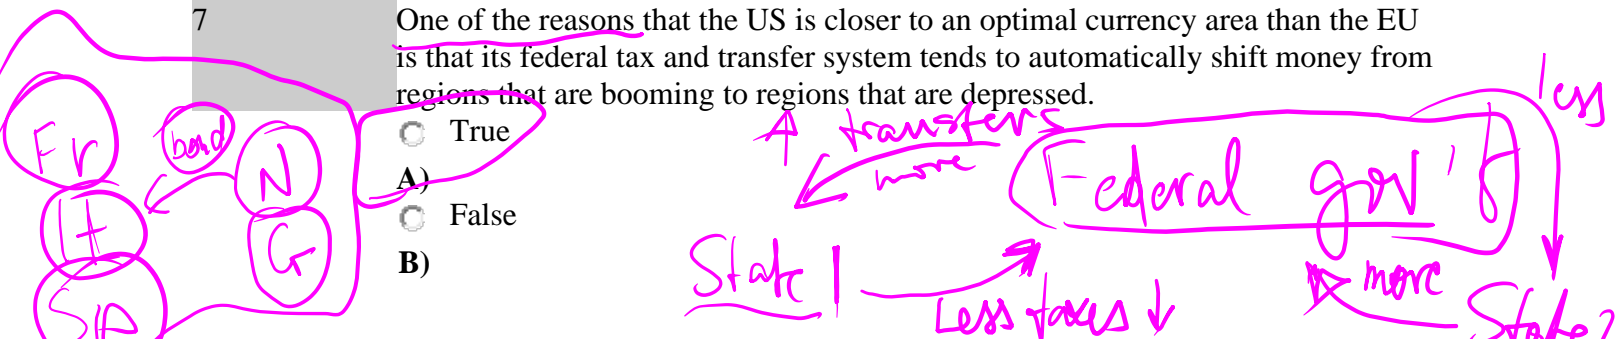 7
One of the reasons that the US is closer to an optimal currency area than the EU
is that its federal tax and transfer system tends to automatically shift money from
regions that are booming to regions that are depressed.
True
A)
False
B)
Fr
bond
N
It
G
transfers
more
Federal gov't
less
State 1
Less taxes ↓
more
State 2